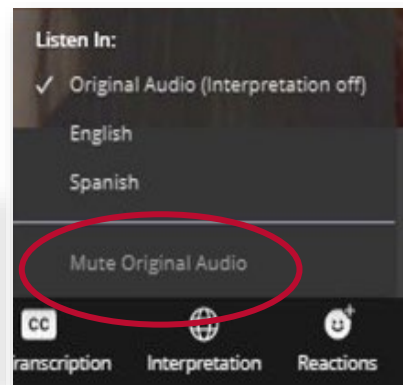 Listen In:
✓ Original Audio (Interpretation off)
English
Spanish
Mute Original Audio
CC
ranscription Interpretation Reactions